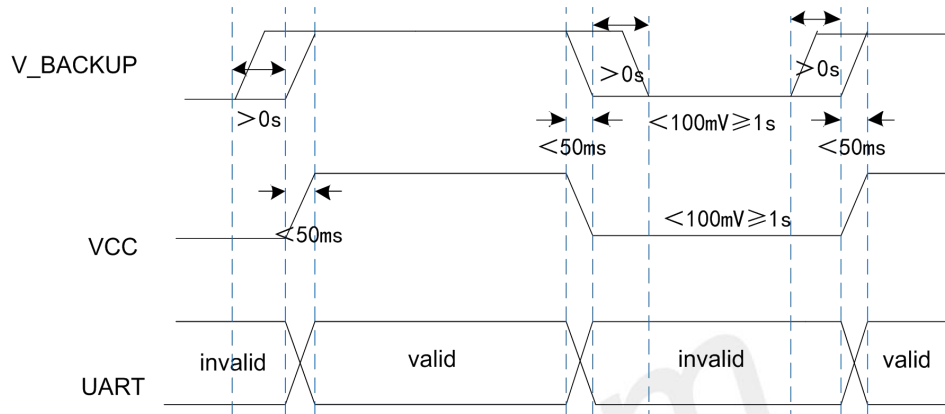 V_BACKUP
>0s
>0s
>0s
<50ms
<100mV≥1s
<50ms
VCC
<50ms
<100mV≥1s
UART
invalid
valid
invalid
valid